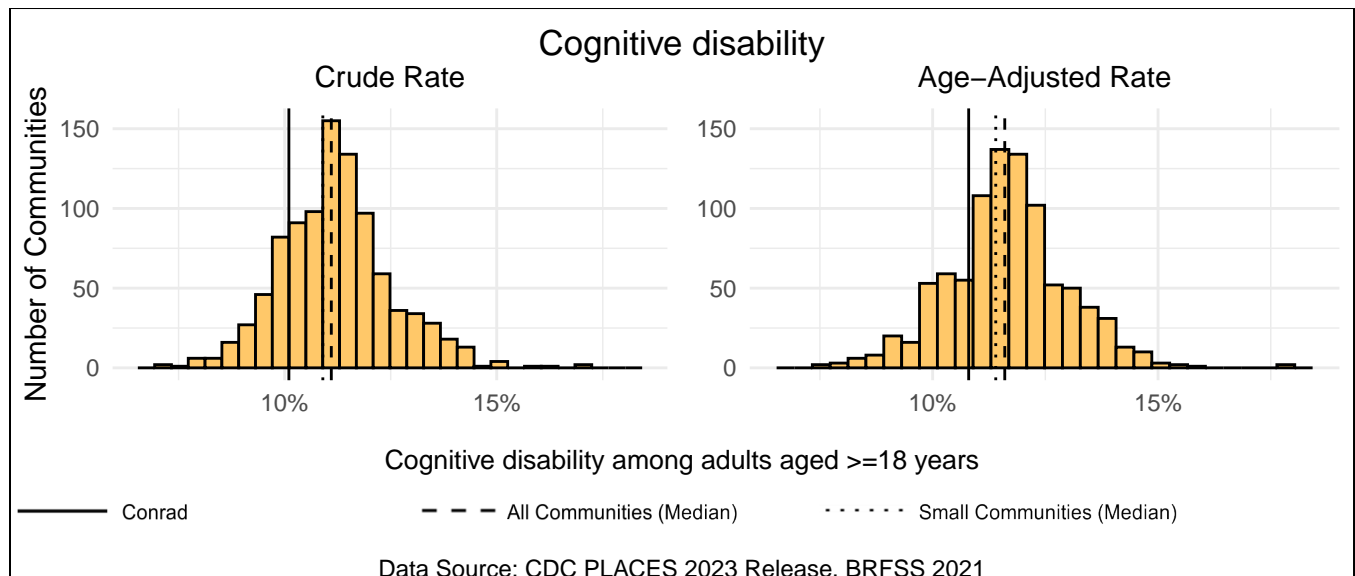 Cognitive disability
Crude Rate
Age−Adjusted Rate
Number of Communities
150
100
50
0
10%
15%
150
100
50
0
10%
15%
Cognitive disability among adults aged >=18 years
Conrad
All Communities (Median)
Small Communities (Median)
Data Source: CDC PLACES 2023 Release, BRFSS 2021